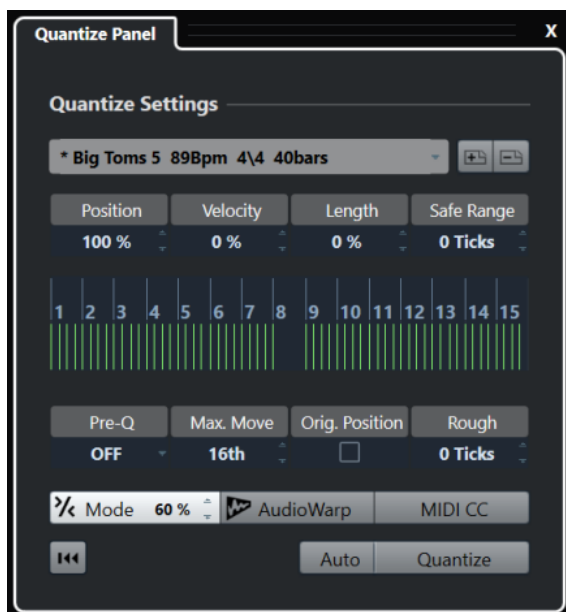 Quantize Panel X
Quantize Settings
* Big Toms 5 89Bpm 4\4 40bars
Position Velocity Length Safe Range
100 % 0 % 0 % 0 Ticks
1 2 3 4 5 6 7 8 9 10 11 12 13 14 15
Pre-Q Max. Move Orig. Position Rough
OFF 16th 0 Ticks
Mode 60 % AudioWarp MIDI CC
Auto Quantize